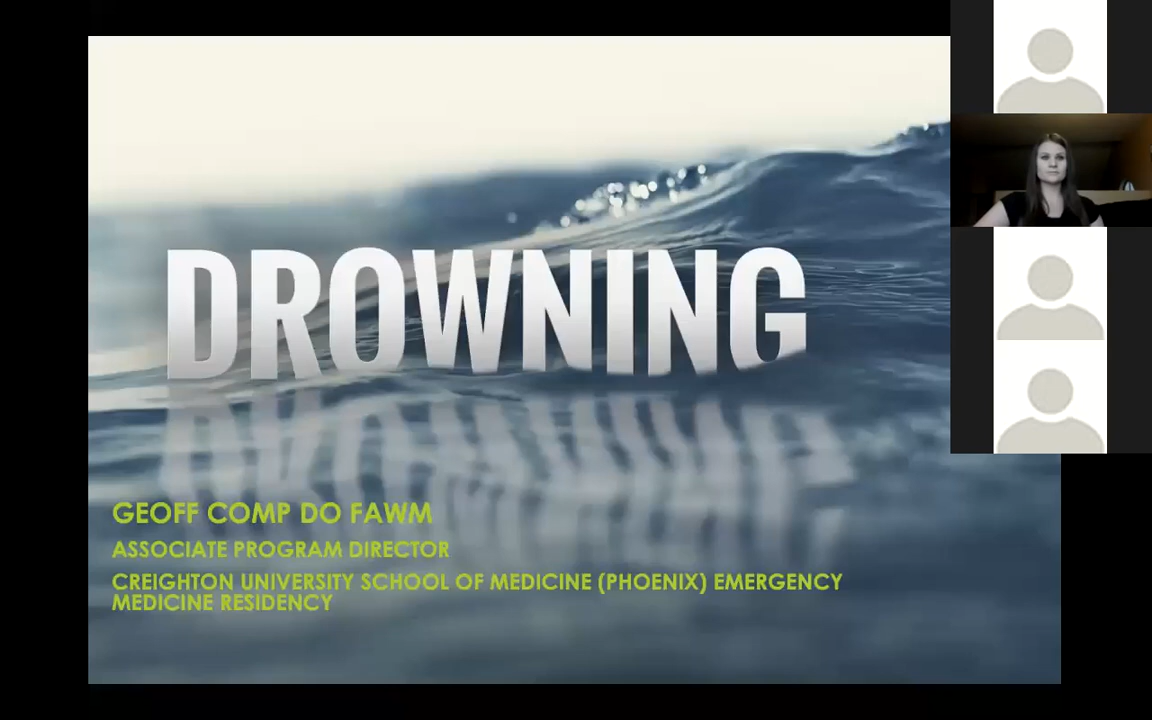 DROWNING
GEOFF COMP DO FAWM
ASSOCIATE PROGRAM DIRECTOR
CREIGHTON UNIVERSITY SCHOOL OF MEDICINE (PHOENIX) EMERGENCY
MEDICINE RESIDENCY